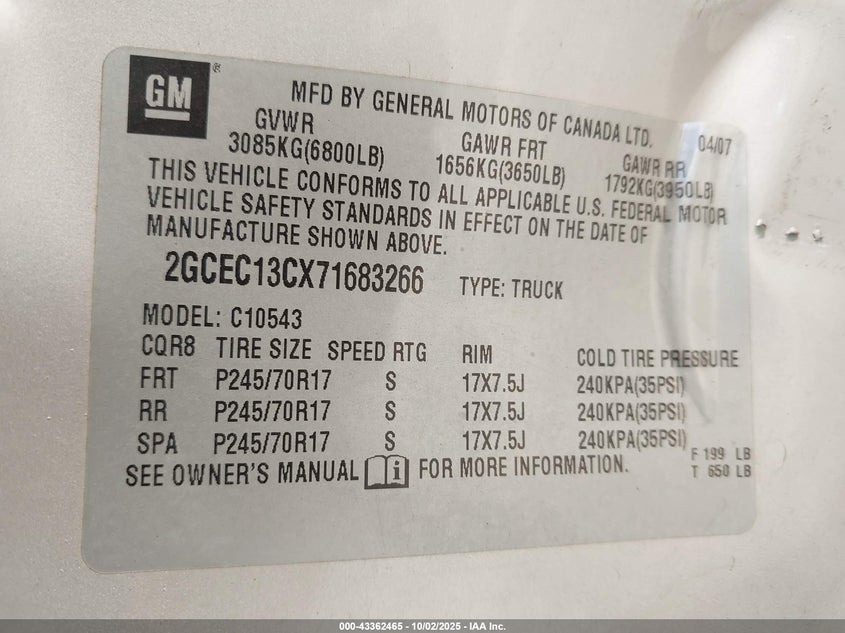 GM ®
MFD BY GENERAL MOTORS OF CANADA LTD.
04/07
GVWR GAWR FRT GAWR RR
3085KG(6800LB) 1656KG(3650LB) 1792KG(3950LB)
THIS VEHICLE CONFORMS TO ALL APPLICABLE U.S. FEDERAL MOTOR
VEHICLE SAFETY STANDARDS IN EFFECT ON THE DATE OF
MANUFACTURE SHOWN ABOVE.
2GCEC13CX71683266 TYPE: TRUCK
MODEL: C10543
CQR8 TIRE SIZE SPEED RTG RIM COLD TIRE PRESSURE
FRT P245/70R17 S 17X7.5J 240KPA(35PSI)
RR P245/70R17 S 17X7.5J 240KPA(35PSI)
SPA P245/70R17 S 17X7.5J 240KPA(35PSI)
F 199 LB
T 650 LB
SEE OWNER'S MANUAL i FOR MORE INFORMATION.
000-43362465 - 10/02/2025 - IAA Inc.